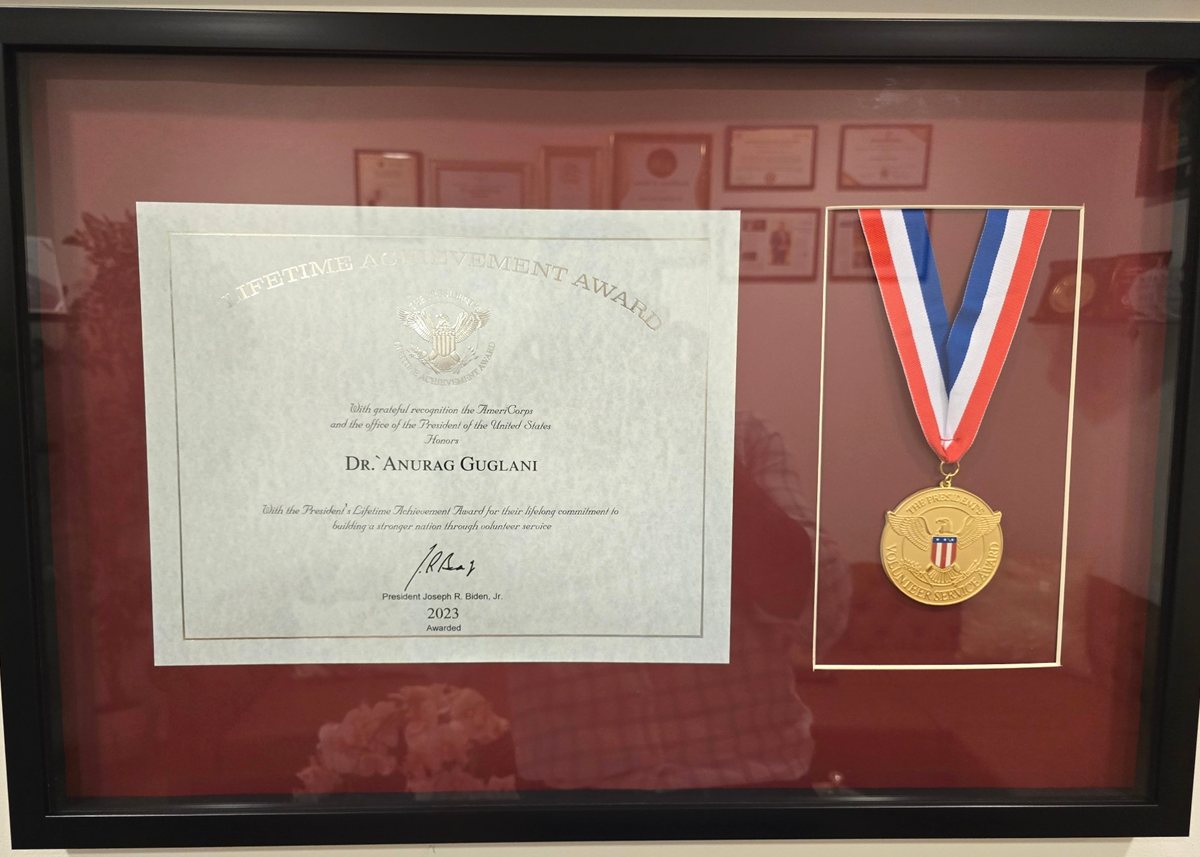 LIFETIME ACHIEVEMENT AWARD
ACHIEVEMENT AWARD
With grateful recognition the AmeriCorps
and the office of the President of the United States
Honors
DR.`ANURAG GUGLANI
With the President's Lifetime Achievement Award for their lifelong commitment to
building a stronger nation through volunteer service
President Joseph R. Biden, Jr.
2023
Awarded
THE PRESIDENT'S
VOLUNTEER SERVICE AWARD